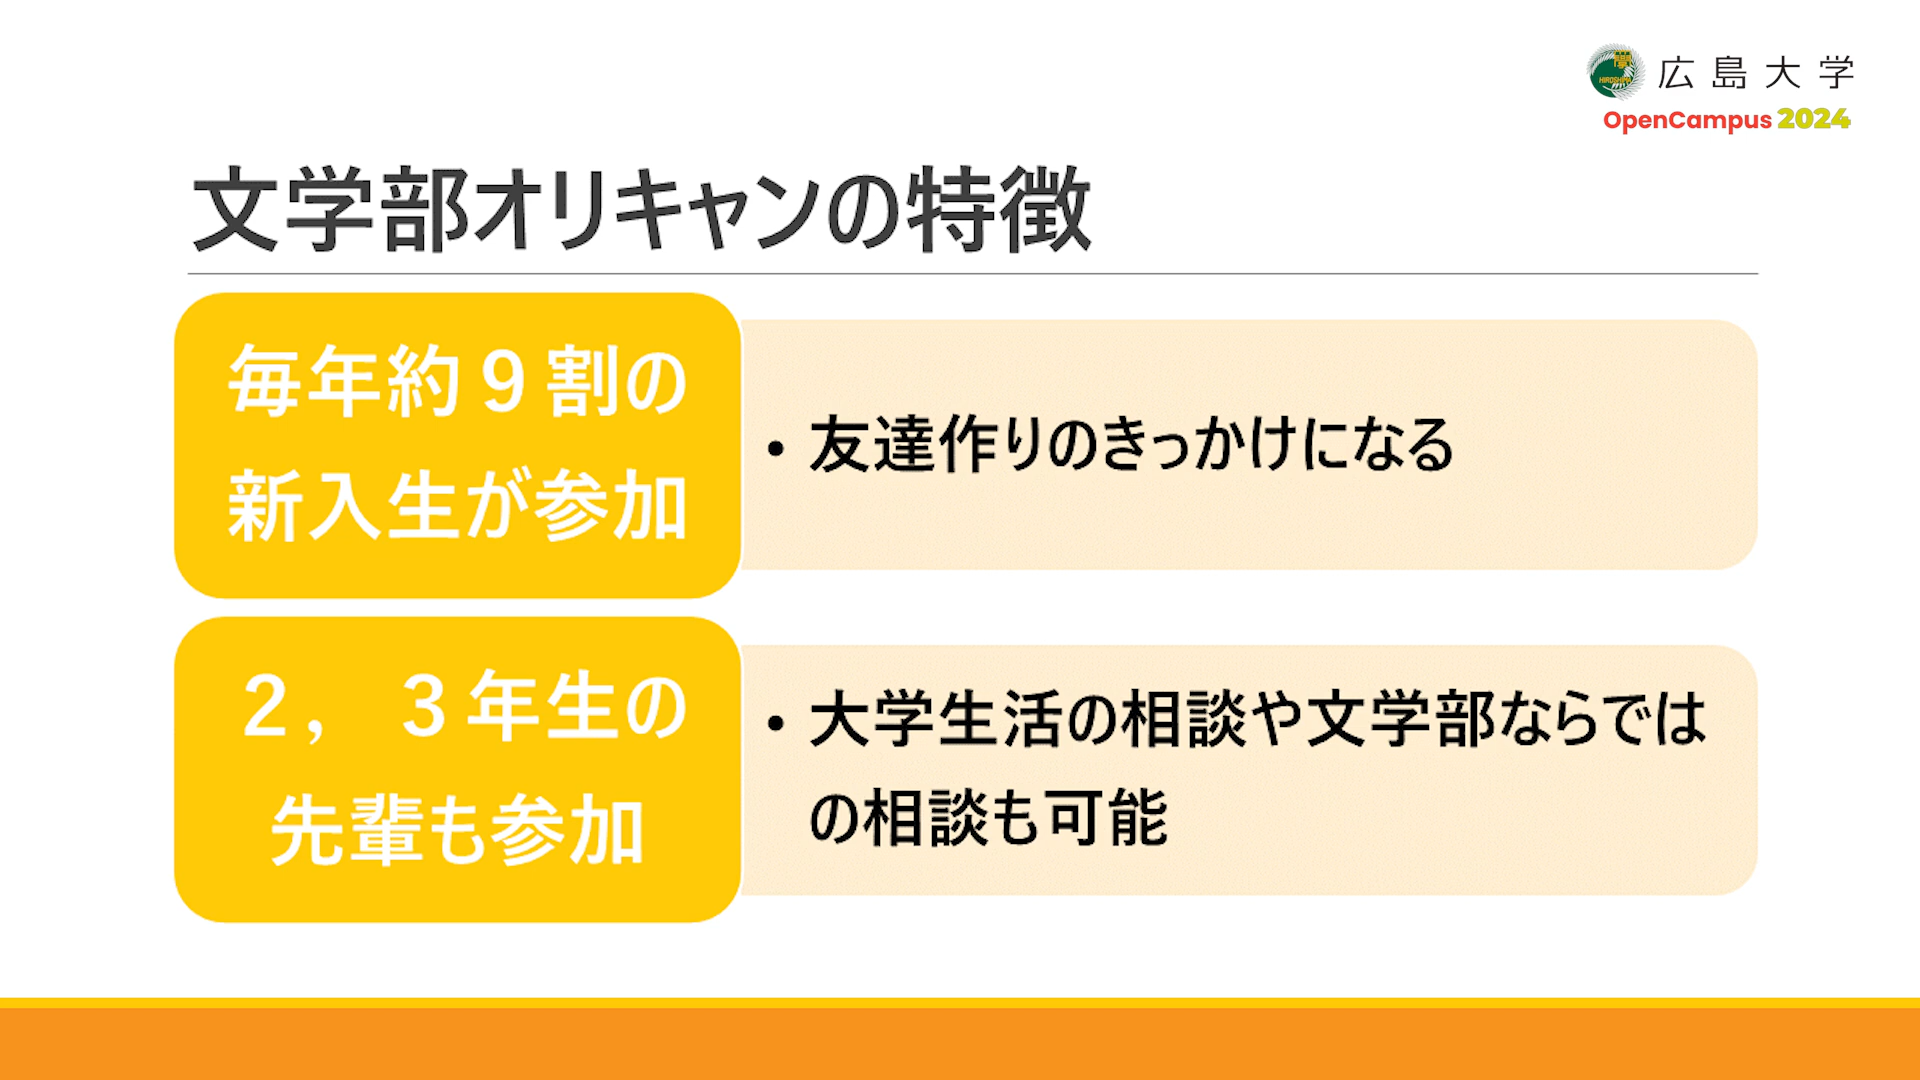 広島大学
OpenCampus 2024
文学部オリキャンの特徴
毎年約９割の
新入生が参加
・友達作りのきっかけになる
２，３年生の
先輩も参加
・大学生活の相談や文学部ならでは
の相談も可能